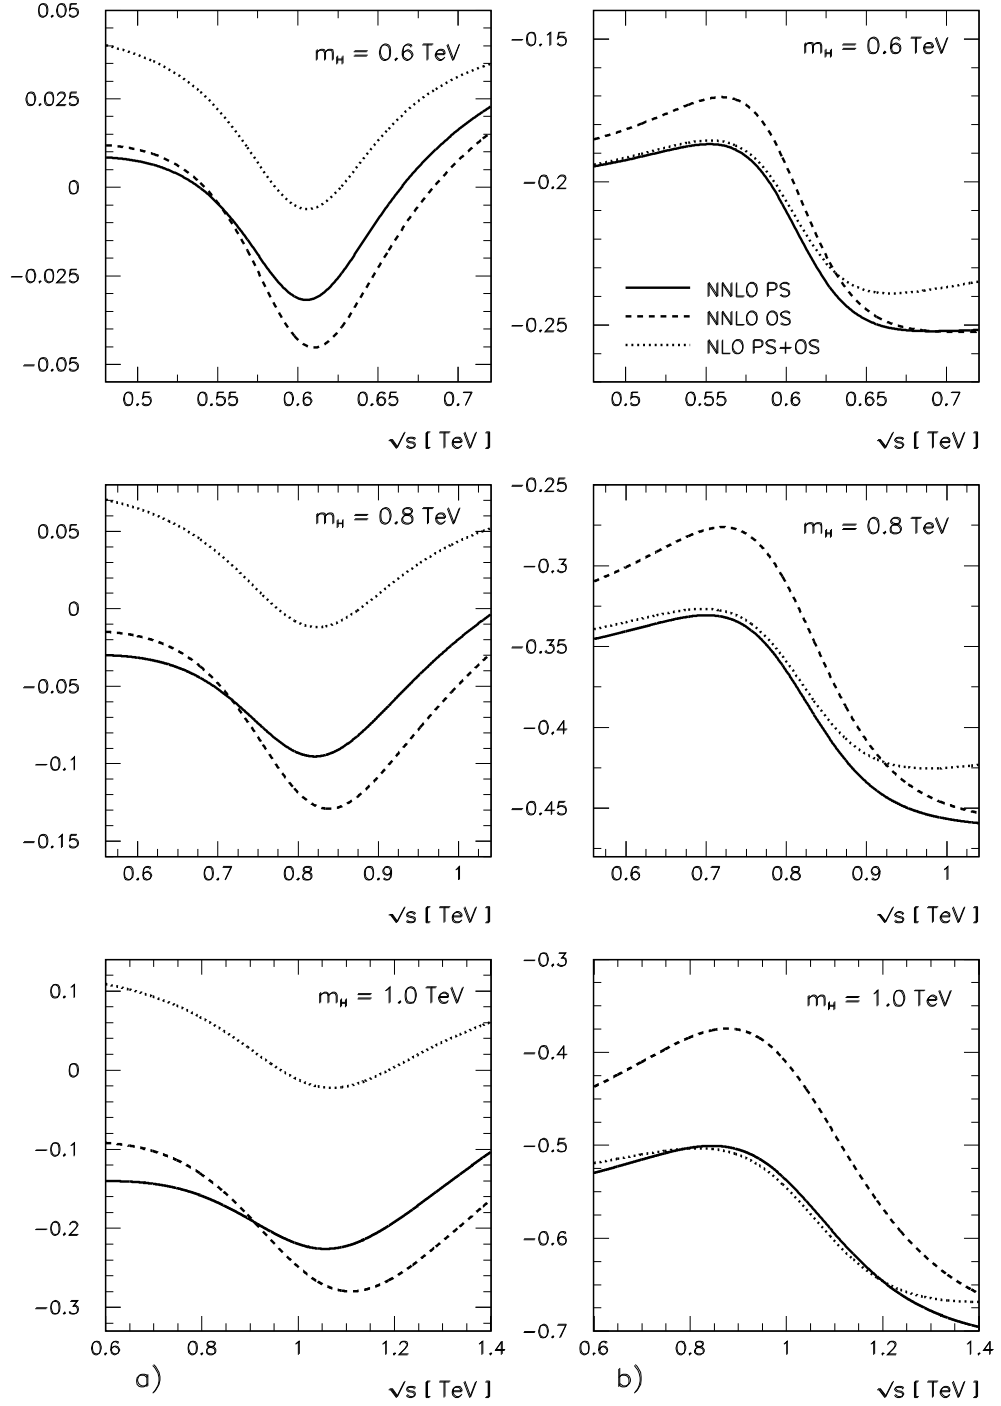 0.05
0.025
0
−0.025
−0.05
m_H = 0.6 TeV
0.5 0.55 0.6 0.65 0.7
√s [ TeV ]
−0.15
−0.2
−0.25
m_H = 0.6 TeV
NNLO PS
NNLO OS
NLO PS+OS
0.5 0.55 0.6 0.65 0.7
√s [ TeV ]
0.05
0
−0.05
−0.1
−0.15
m_H = 0.8 TeV
0.6 0.7 0.8 0.9 1
√s [ TeV ]
−0.25
−0.3
−0.35
−0.4
−0.45
m_H = 0.8 TeV
0.6 0.7 0.8 0.9 1
√s [ TeV ]
0.1
0
−0.1
−0.2
−0.3
m_H = 1.0 TeV
0.6 0.8 1 1.2 1.4
a)
√s [ TeV ]
−0.3
−0.4
−0.5
−0.6
−0.7
m_H = 1.0 TeV
0.6 0.8 1 1.2 1.4
b)
√s [ TeV ]